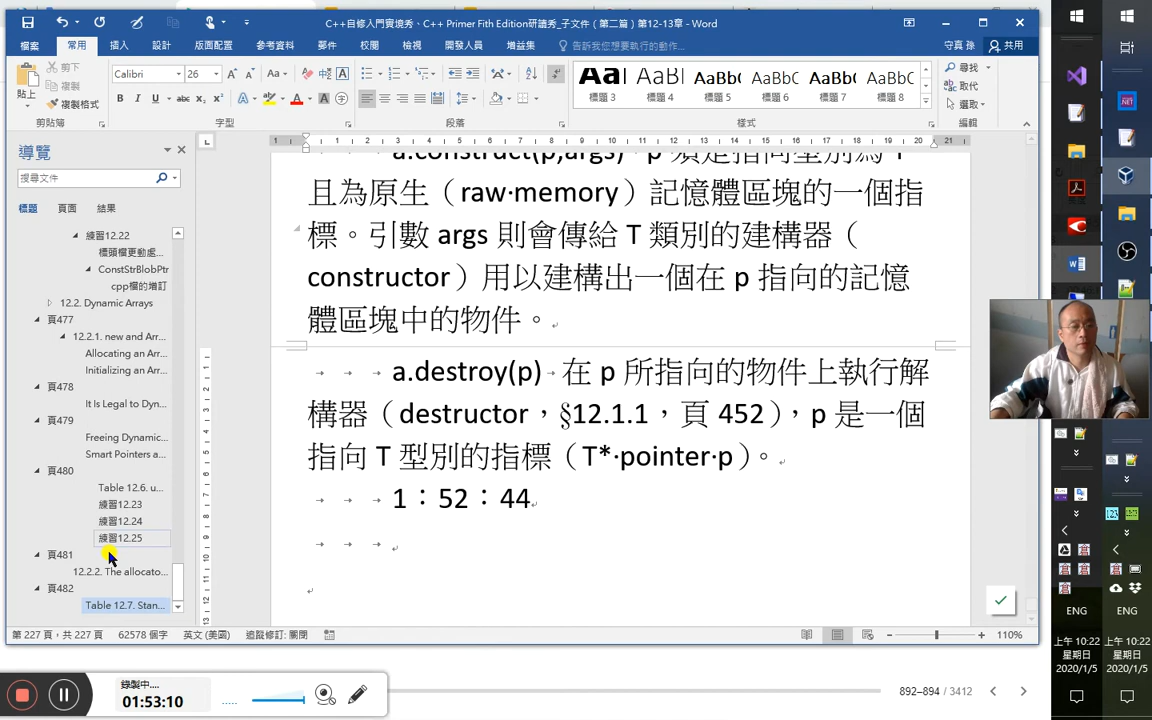 C++自修入門實境秀、C++ Primer Fith Edition研讀秀_子文件（第二篇）第12-13章 - Word
檔案 常用 插入 設計 版面配置 參考資料 郵件 校閱 檢視 開發人員 增益集 告訴我您想要執行的動作... 守真 孫 共用
剪下
複製
貼上 複製格式
Calibri 26
標題 3 標題 4 標題 5 標題 6 標題 7 標題 8
尋找
取代
選取
剪貼簿 字型 段落 樣式 編輯
導覽
搜尋文件
標題 頁面 結果
練習12.22
標頭檔更動處...
ConstStrBlobPtr
cpp檔的增訂
12.2. Dynamic Arrays
頁477
12.2.1. new and Arr...
Allocating an Arr...
Initializing an Arr...
頁478
It Is Legal to Dyn...
頁479
Freeing Dynamic...
Smart Pointers a...
頁480
Table 12.6. u...
練習12.23
練習12.24
練習12.25
頁481
12.2.2. The allocato...
頁482
Table 12.7. Stan...
a.construct(p,args) p 須是指向型別為 T
且為原生（raw·memory）記憶體區塊的一個指
標。引數 args 則會傳給 T 類別的建構器（
constructor）用以建構出一個在 p 指向的記憶
體區塊中的物件。
a.destroy(p) 在 p 所指向的物件上執行解
構器（destructor，§12.1.1，頁 452），p 是一個
指向 T 型別的指標（T*·pointer·p）。
1：52：44
第 227 頁，共 227 頁 62578 個字 英文 (美國) 追蹤修訂: 關閉 110%
錄製中....
01:53:10
892–894 / 3412
ENG ENG
上午 10:22 上午 10:22
星期日 星期日
2020/1/5 2020/1/5